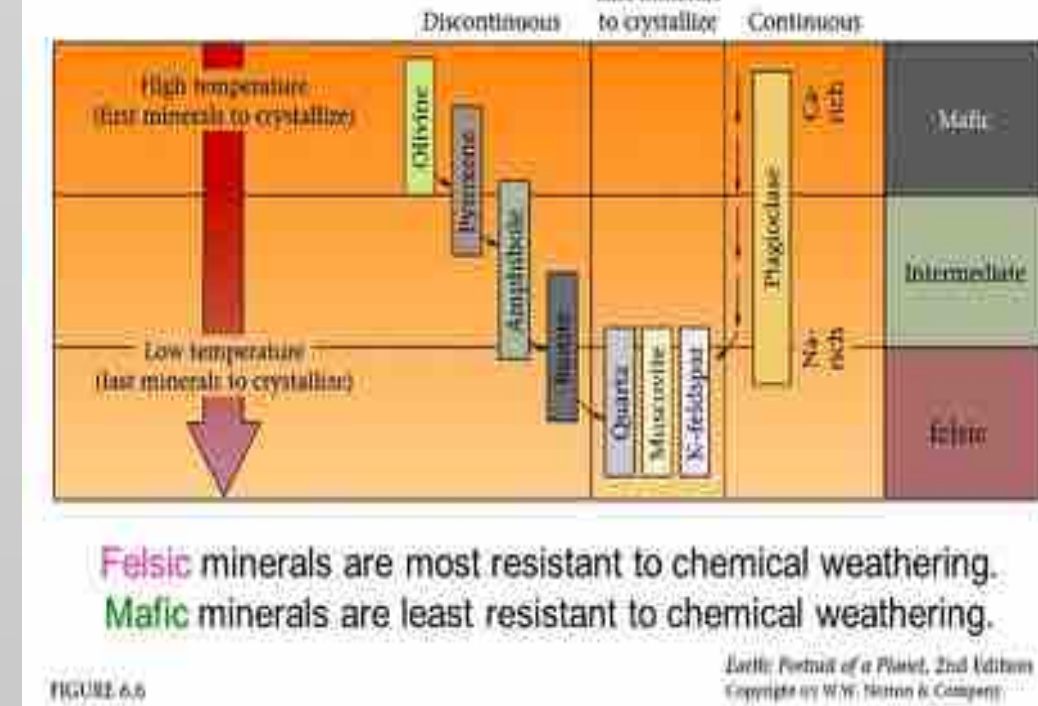 to crystallize
Discontinuous
Continuous
High temperature
(first minerals to crystallize)
Olivine
Pyroxene
Amphibole
Plagioclase
Ca-
rich
Mafic
Intermediate
Low temperature
(last minerals to crystallize)
Quartz
Muscovite
K-feldspar
Na-
rich
Felsic
Felsic minerals are most resistant to chemical weathering.
Mafic minerals are least resistant to chemical weathering.
Earth: Portrait of a Planet, 2nd Edition
Copyright W.W. Norton & Company
FIGURE 6.6